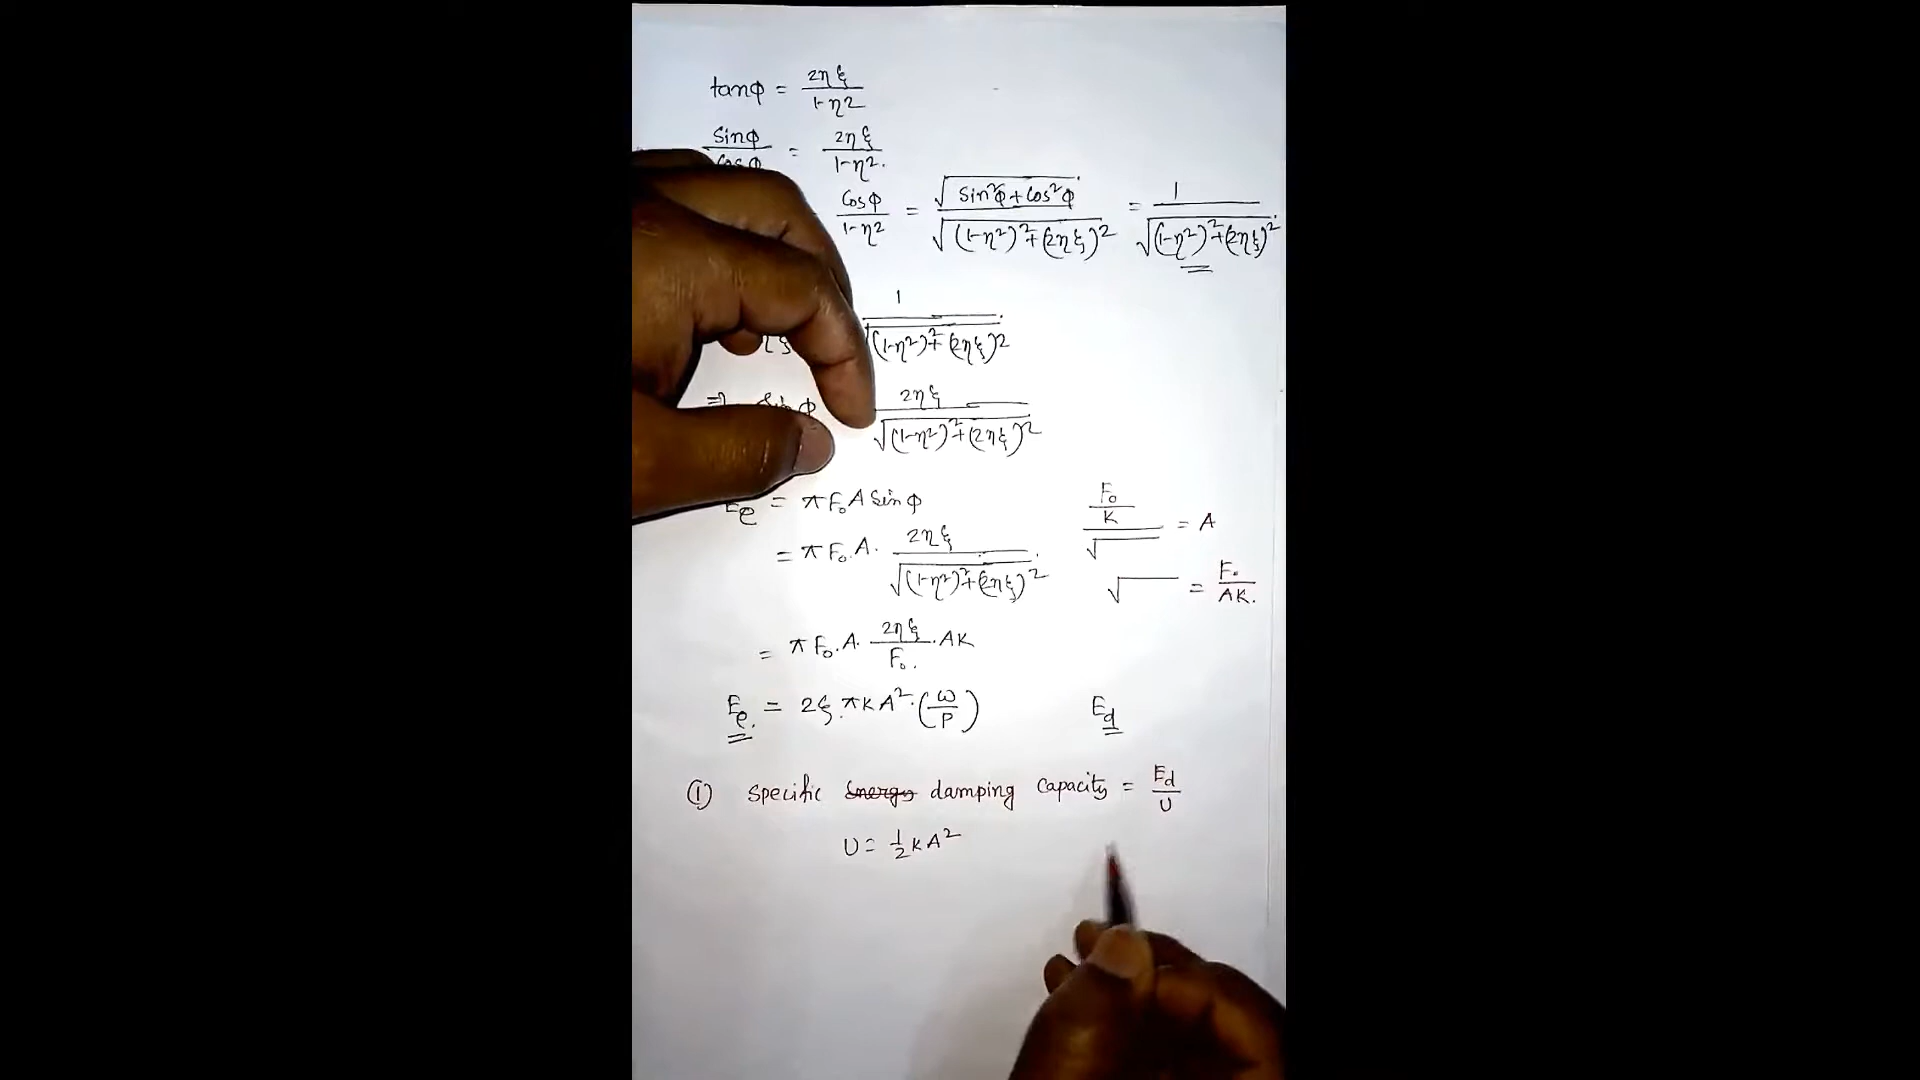 tanφ = 2ηξ / 1-η2
Sinφ / Cosφ = 2ηξ / 1-η2.
Cosφ / 1-η² = √Sin²φ+Cos²φ / √(1-η²)²+(2ηξ)² = 1 / √(1-η²)²+(2ηξ)²
1 / √(1-η²)²+(2ηξ)2
⇒ Sinφ 2ηξ / √(1-η²)²+(2ηξ)2
Ee = πF₀A Sinφ
F₀/K / √ = A
= πF₀.A. 2ηξ / √(1-η²)²+(2ηξ)²
√ = F₀ / AK.
= πF₀.A. 2ηξ / F₀. .AK
Ee. = 2ξ.πKA².(ω/P)
Ed
① Specific damping Capacity = Ed / U
U = ½KA²